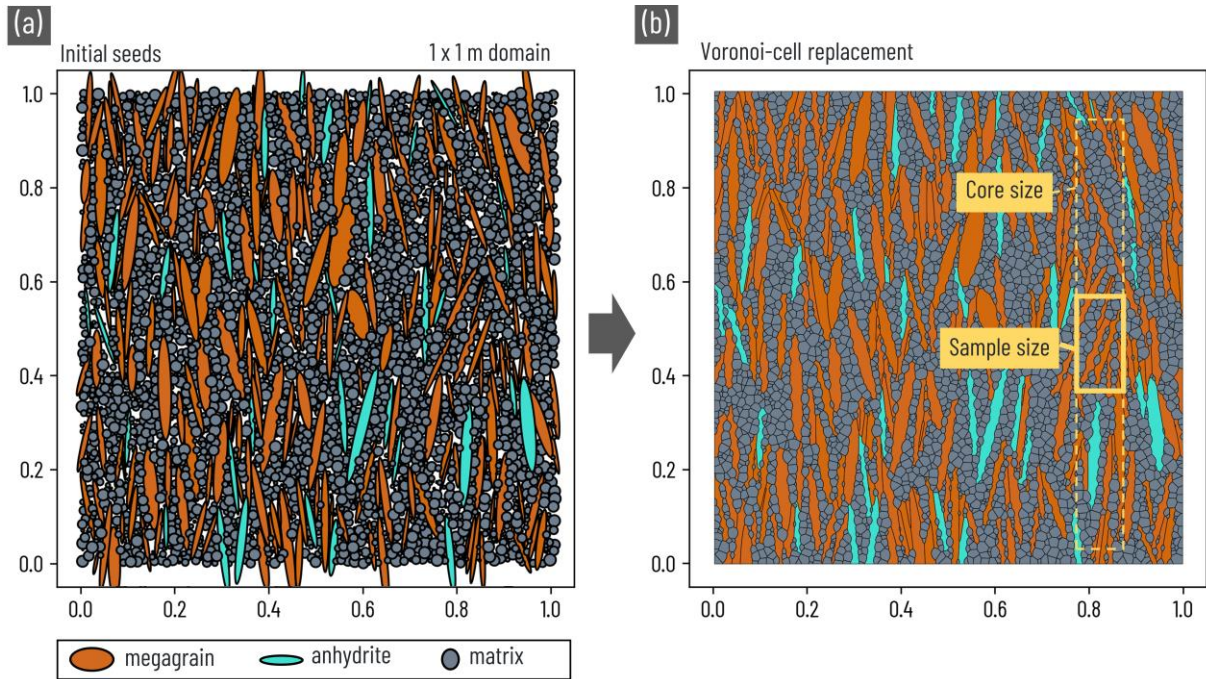 (a)
Initial seeds
1 x 1 m domain
1.0
0.8
0.6
0.4
0.2
0.0
0.0 0.2 0.4 0.6 0.8 1.0
megagrain anhydrite matrix
(b)
Voronoi-cell replacement
1.0
0.8
0.6
0.4
0.2
0.0
0.0 0.2 0.4 0.6 0.8 1.0
Core size
Sample size